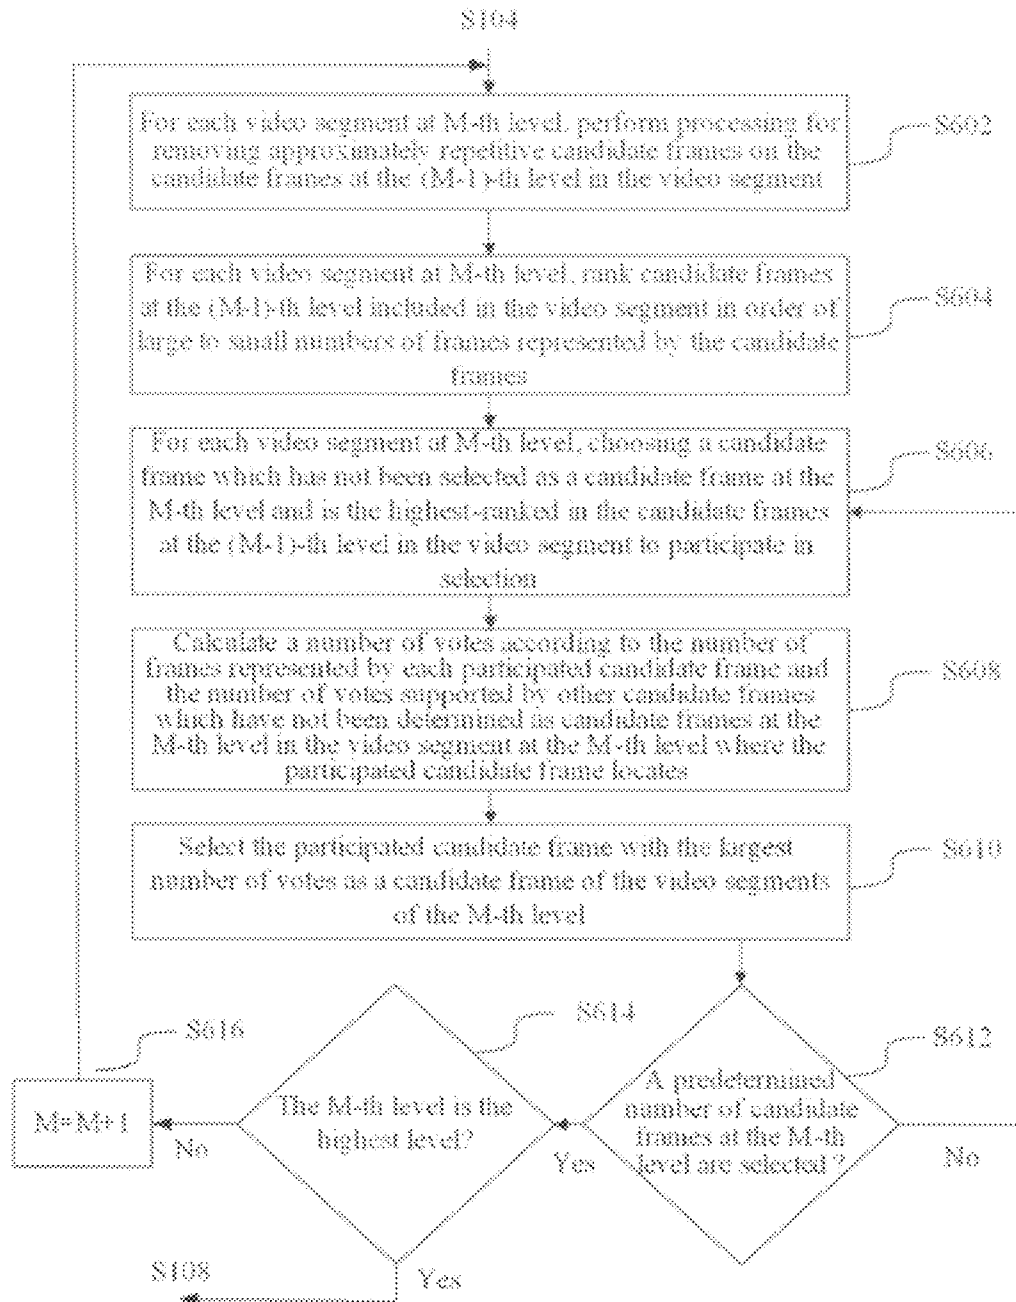 S104
For each video segment at M-th level, perform processing for
removing approximately repetitive candidate frames on the
candidate frames at the (M-1)-th level in the video segment
S602
For each video segment at M-th level, rank candidate frames
at the (M-1)-th level included in the video segment in order of
large to small numbers of frames represented by the candidate
frames
S604
For each video segment at M-th level, choosing a candidate
frame which has not been selected as a candidate frame at the
M-th level and is the highest-ranked in the candidate frames
at the (M-1)-th level in the video segment to participate in
selection
S606
Calculate a number of votes according to the number of
frames represented by each participated candidate frame and
the number of votes supported by other candidate frames
which have not been determined as candidate frames at the
M-th level in the video segment at the M-th level where the
participated candidate frame locates
S608
Select the participated candidate frame with the largest
number of votes as a candidate frame of the video segments
of the M-th level
S610
S616
S614
S612
M=M+1
No
The M-th level is the
highest level?
Yes
A predetermined
number of candidate
frames at the M-th
level are selected ?
No
S108
Yes